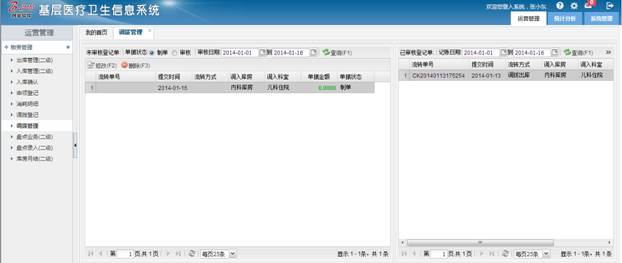 基层医疗卫生信息系统
欢迎您登入系统，张小东
8
运营管理 统计分析 系统管理
运营管理
物资管理
出库管理(二级)
入库管理(二级)
入库确认
申领登记
消耗明细
调拨登记
调拨管理
盘点业务(二级)
盘点录入(二级)
库房月结(二级)
我的首页 调拨管理
未审核登记单: 单据状态 制单 审核 审核日期: 2014-01-01 到 2014-01-16 查询(F1)
修改(F2) 删除(F3)
流转单号 提交时间 流转方式 调入库房 调入科室 单据金额 单据状态
1 2014-01-16 内科库房 儿科住院 0.0000 制单
第 1 页,共 1 页 每页25条 显示 1 - 1条，共 1 条
已审核登记单: 记账日期: 2014-01-01 到 2014-01-16 查询(F1)
流转单号 提交时间 流转方式 调入库房 调入科室
1 CK20140113175254 2014-01-13 调拨出库 内科库房 儿科住院
第 1 页,共 1 页 每页25条 显示 1 - 1条，共 1 条